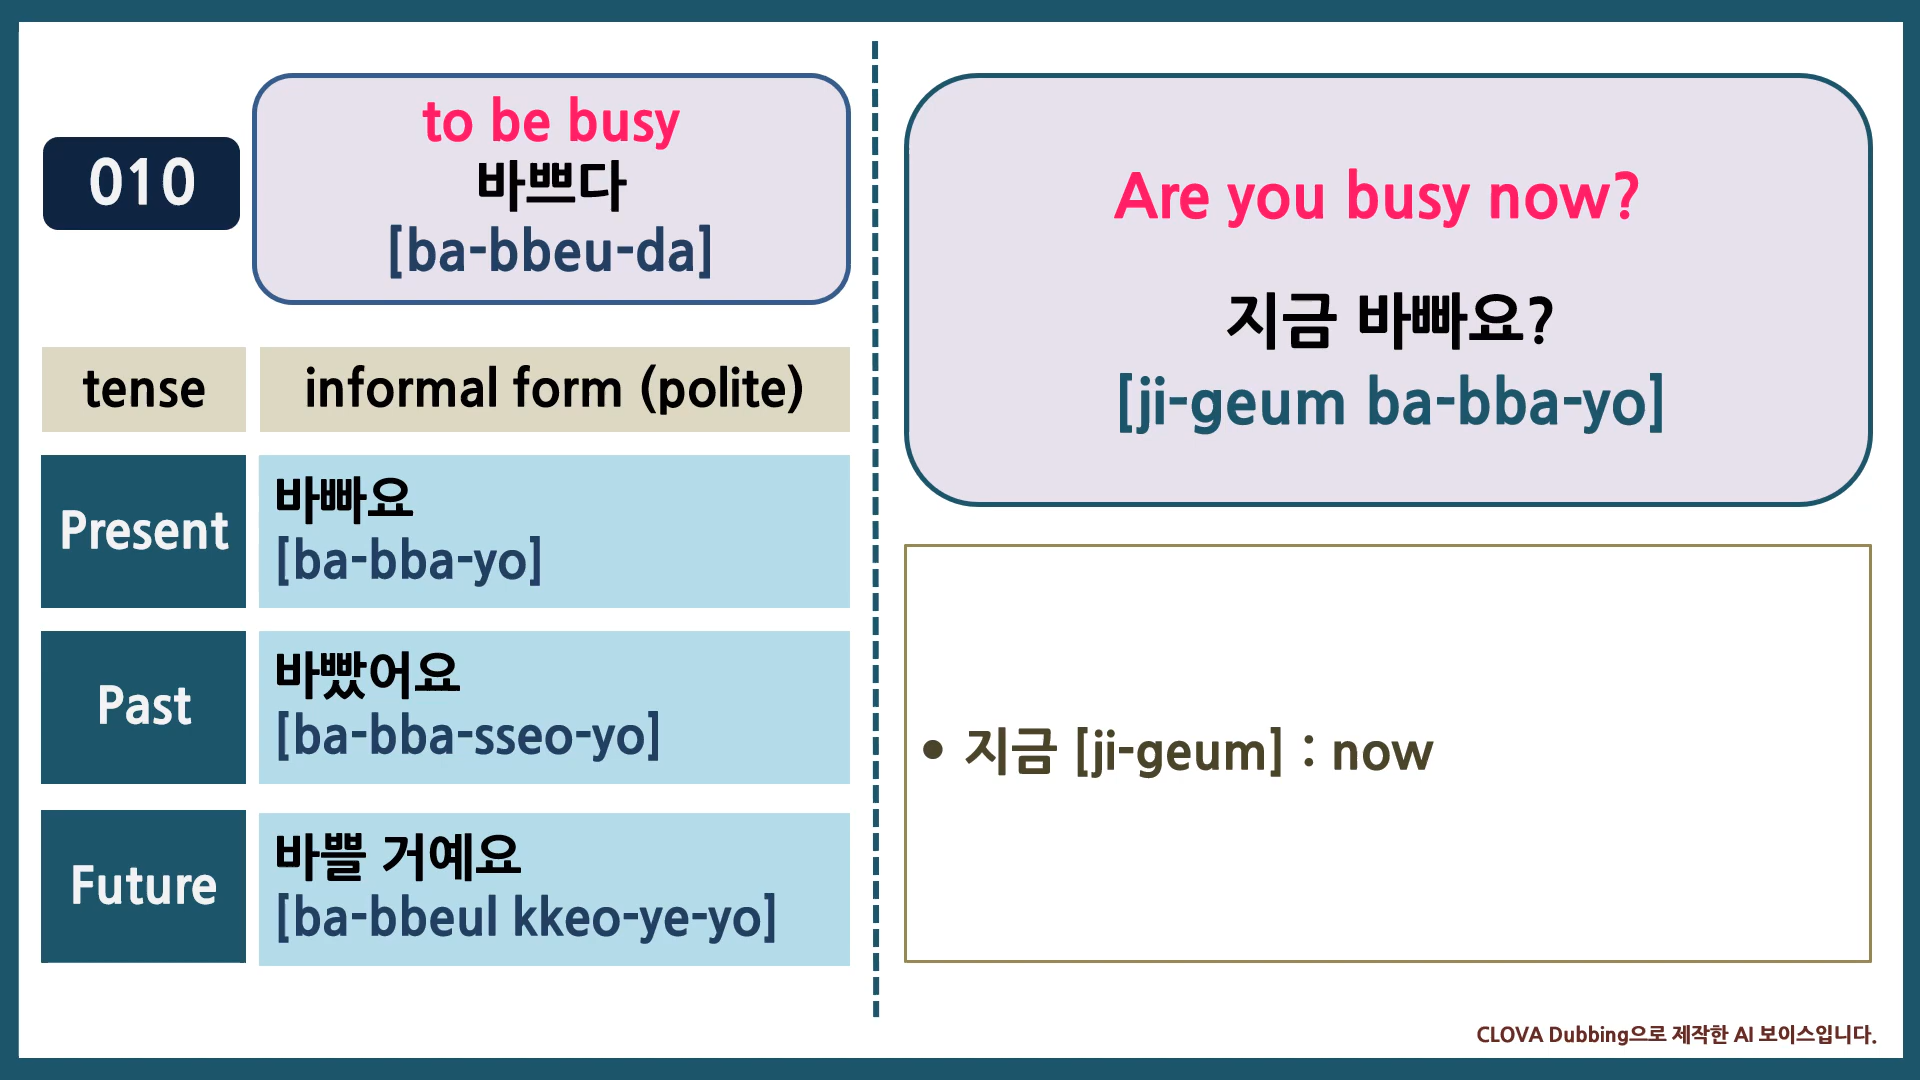 010
to be busy
바쁘다
[ba-bbeu-da]
tense
informal form (polite)
Present
바빠요
[ba-bba-yo]
Past
바빴어요
[ba-bba-sseo-yo]
Future
바쁠 거예요
[ba-bbeul kkeo-ye-yo]
Are you busy now?
지금 바빠요?
[ji-geum ba-bba-yo]
• 지금 [ji-geum] : now
CLOVA Dubbing으로 제작한 AI 보이스입니다.